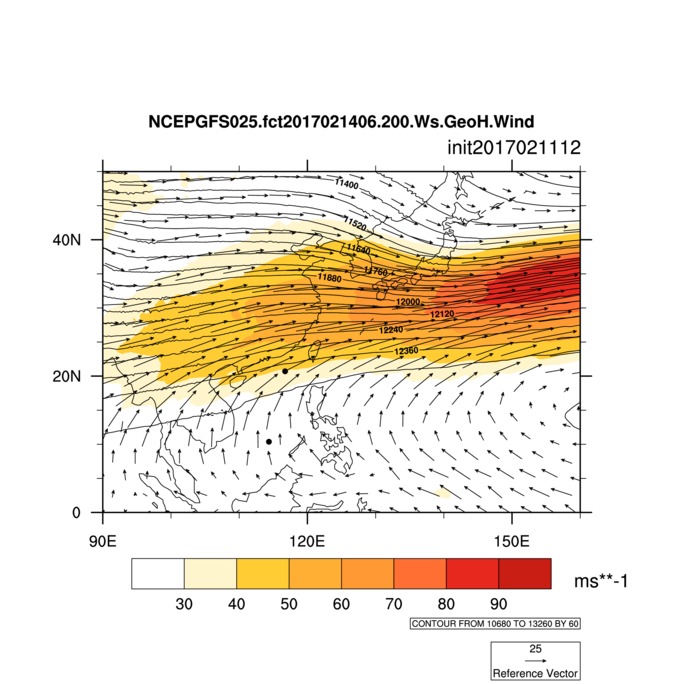 NCEPGFS025.fct2017021406.200.Ws.GeoH.Wind
init2017021112
11400
11520
11640
11760
11880
12000
12120
12240
12360
40N
20N
0
90E 120E 150E
ms**-1
30 40 50 60 70 80 90
CONTOUR FROM 10680 TO 13260 BY 60
25
Reference Vector